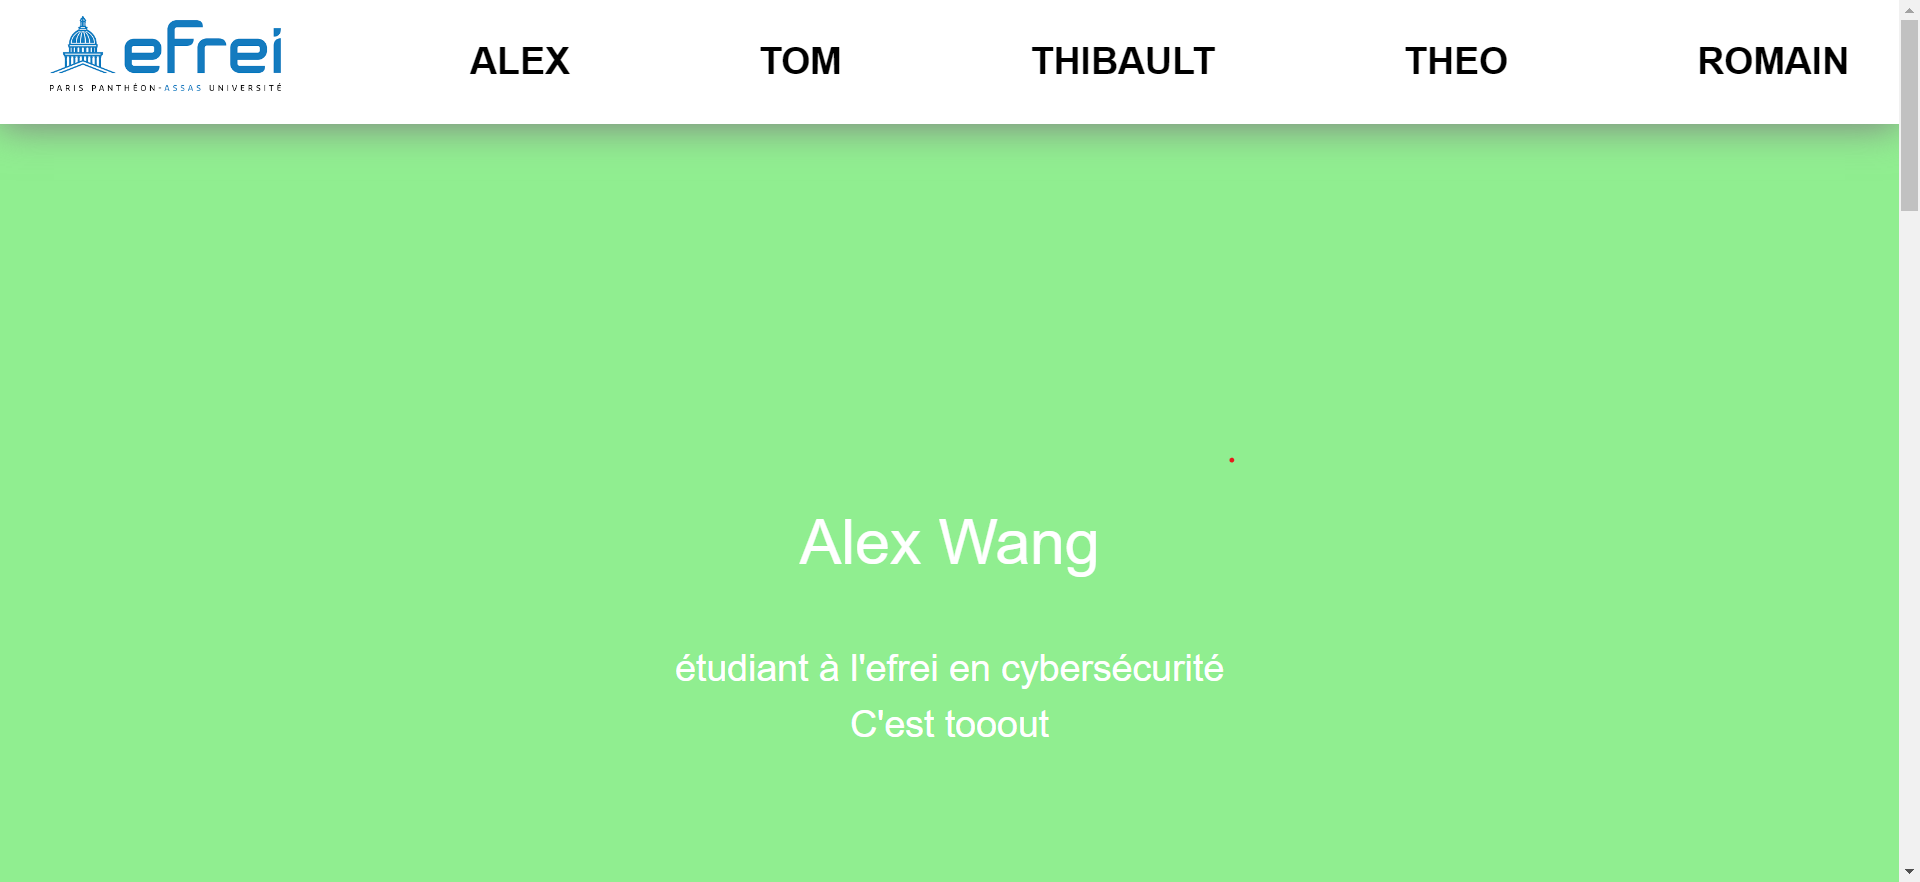 efrei
PARIS PANTHÉON-ASSAS UNIVERSITÉ
ALEX
TOM
THIBAULT
THEO
ROMAIN
Alex Wang
étudiant à l'efrei en cybersécurité
C'est tooout